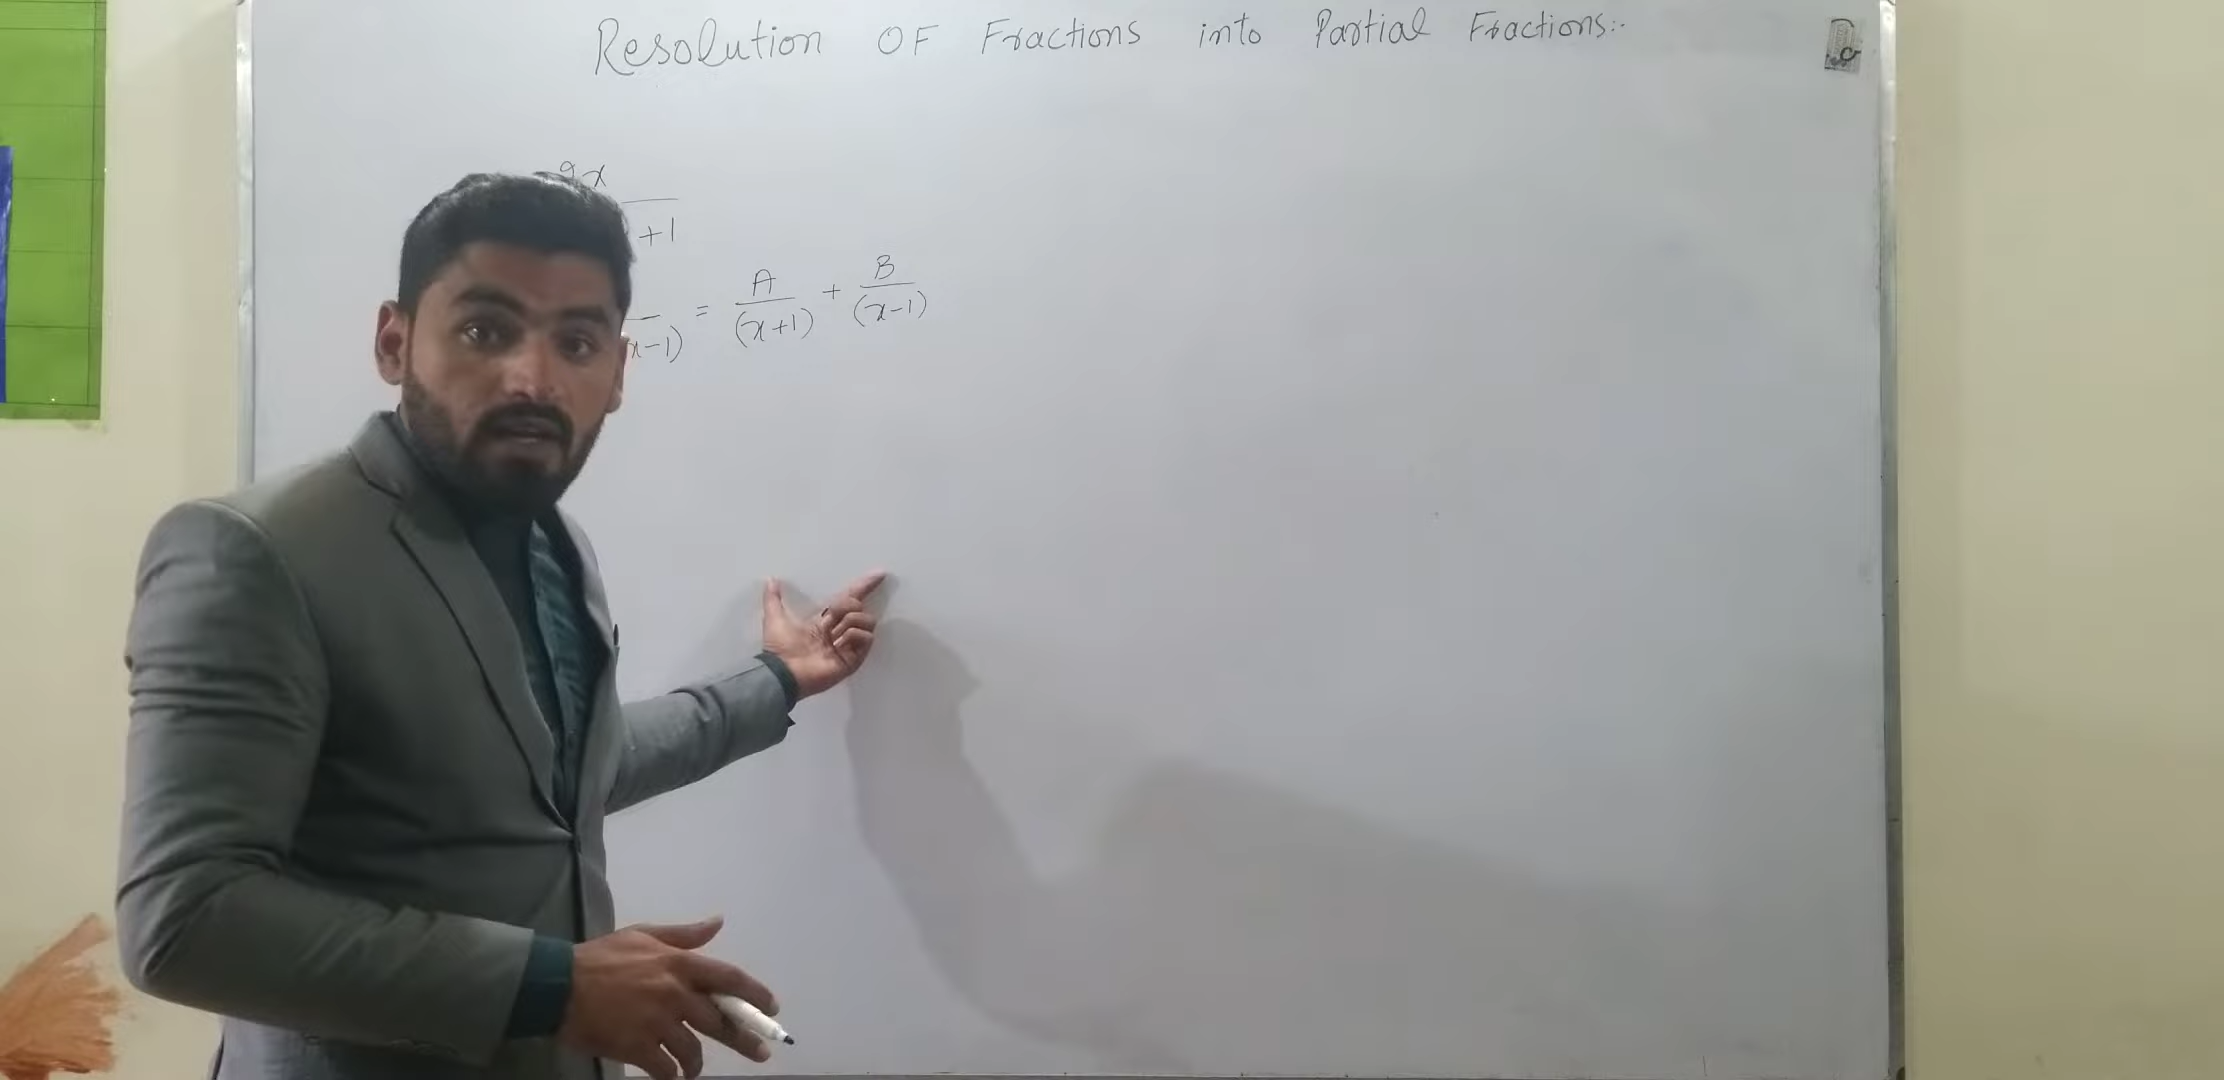 Resolution OF Fractions into Partial Fractions:-
x
+1
x-1) = A/(x+1) + B/(x-1)